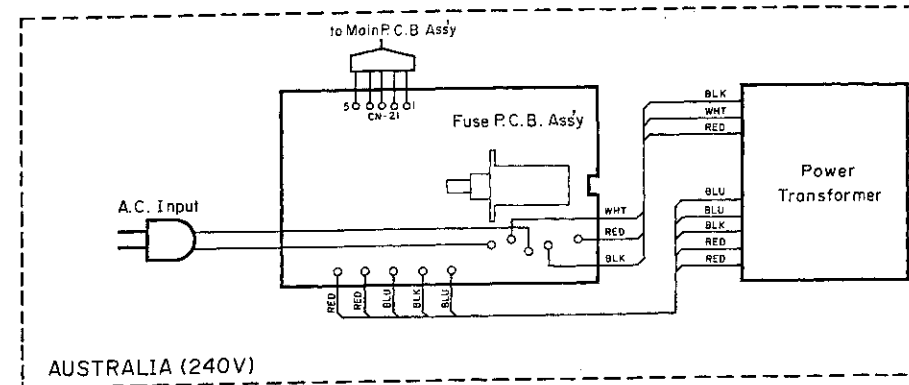 to Main P.C.B Ass'y
5 1
CN-21
Fuse P.C.B. Ass'y
A.C. Input
WHT
RED
BLK
BLK
WHT
RED
BLU
BLU
BLK
RED
RED
Power
Transformer
RED
RED
BLU
BLK
BLU
AUSTRALIA (240V)